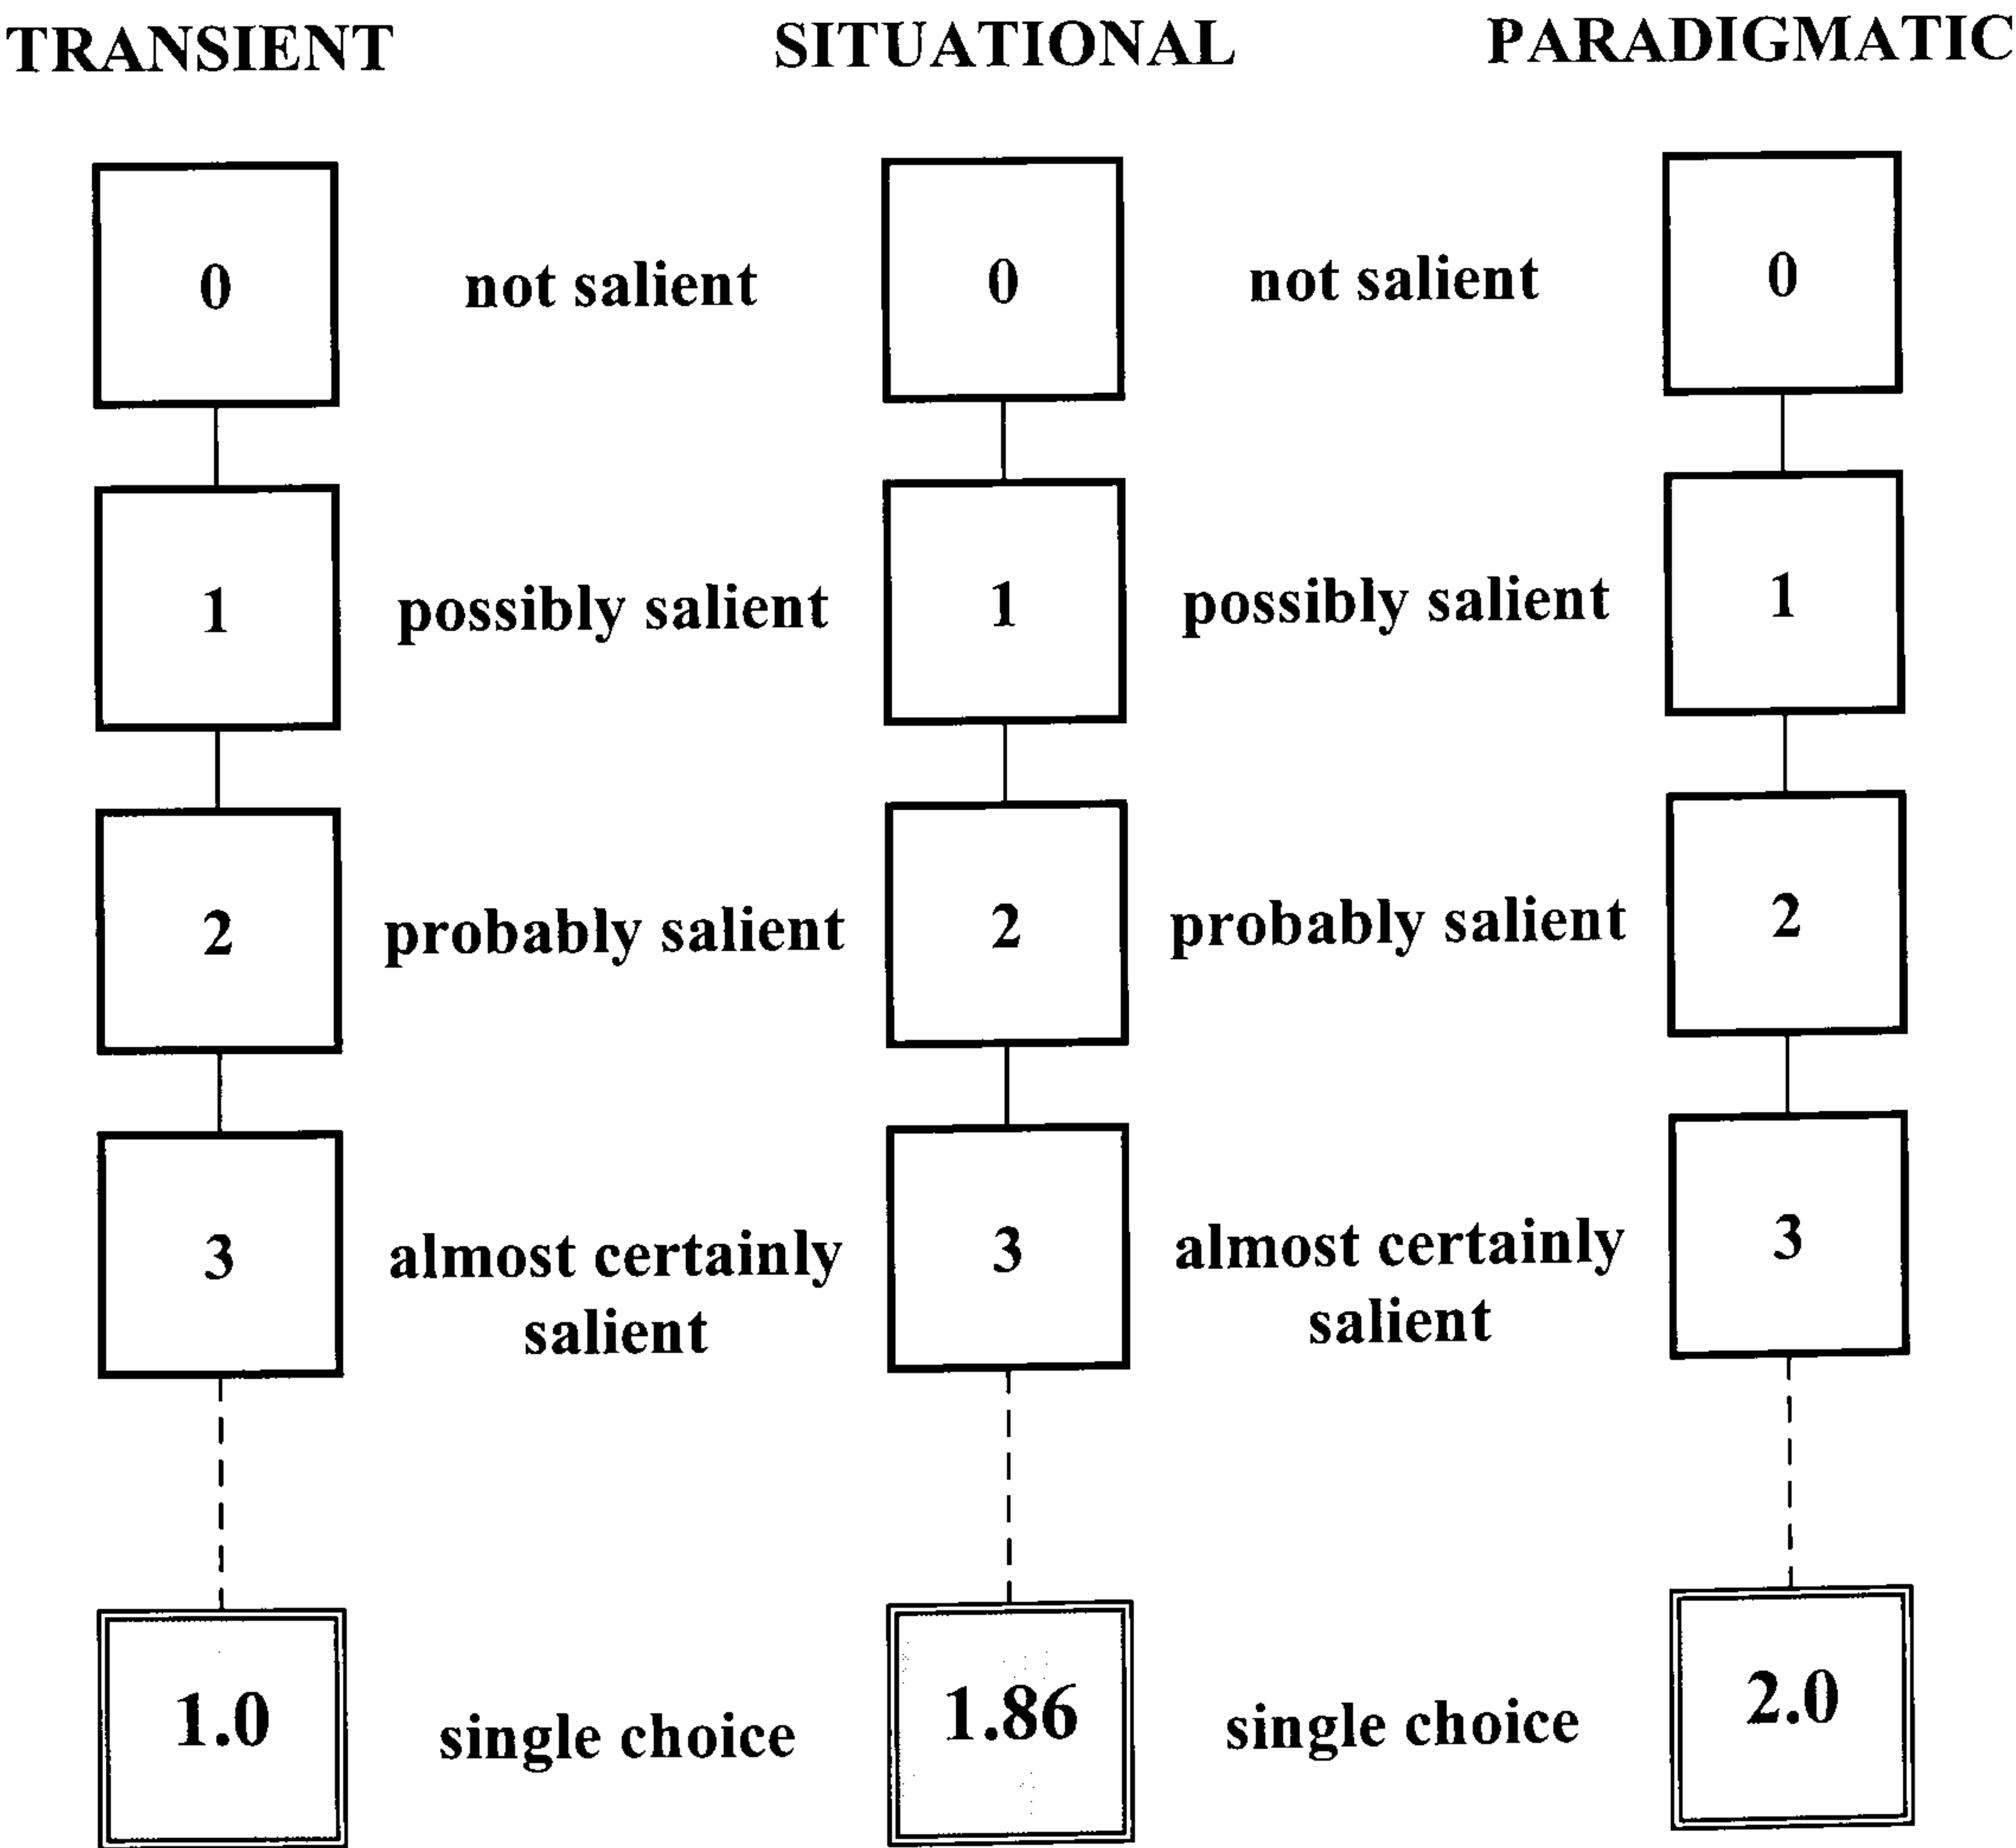 TRANSIENT SITUATIONAL PARADIGMATIC
0 not salient 0 not salient 0
1 possibly salient 1 possibly salient 1
2 probably salient 2 probably salient 2
3 almost certainly 3 almost certainly 3
salient salient
1.0 single choice 1.86 single choice 2.0